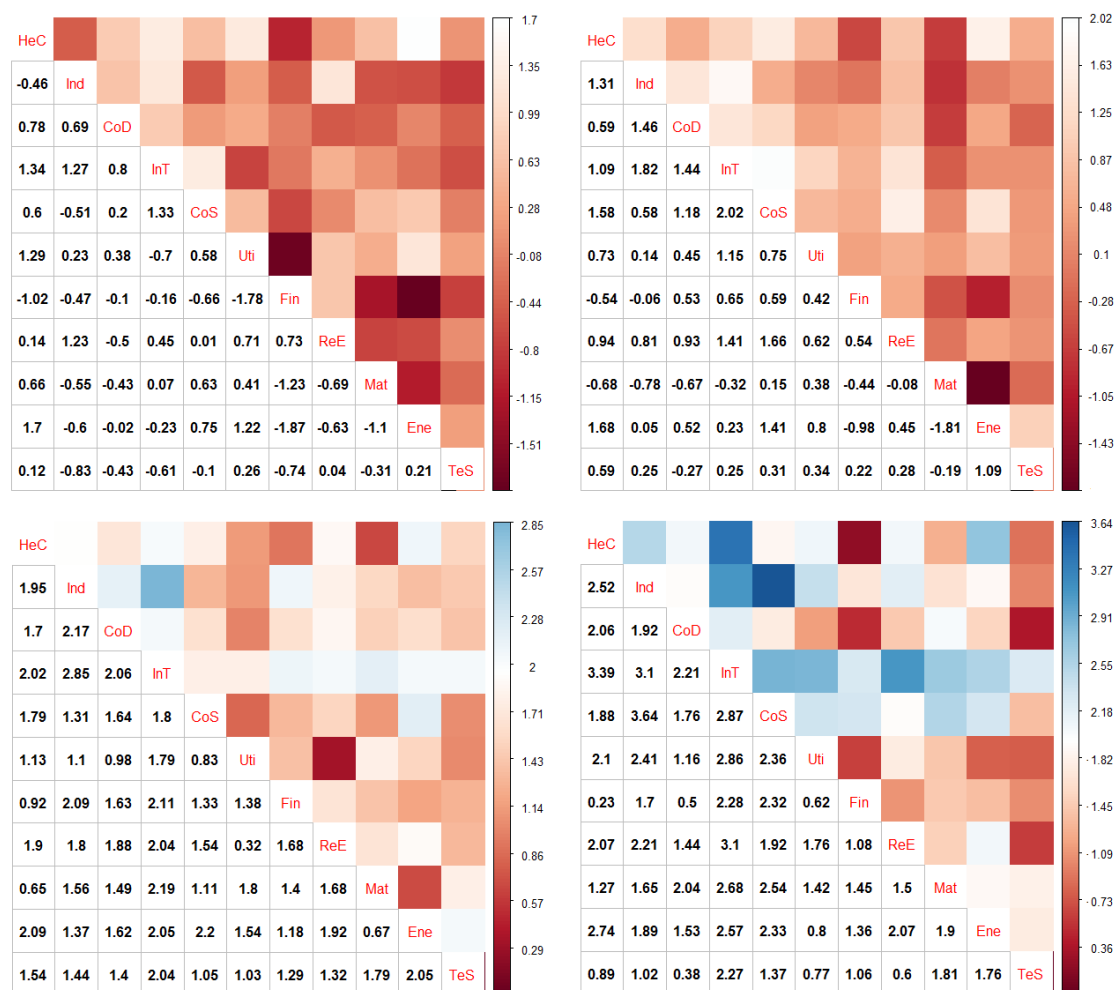 HeC
-0.46 Ind
0.78 0.69 CoD
1.34 1.27 0.8 InT
0.6 -0.51 0.2 1.33 CoS
1.29 0.23 0.38 -0.7 0.58 Uti
-1.02 -0.47 -0.1 -0.16 -0.66 -1.78 Fin
0.14 1.23 -0.5 0.45 0.01 0.71 0.73 ReE
0.66 -0.55 -0.43 0.07 0.63 0.41 -1.23 -0.69 Mat
1.7 -0.6 -0.02 -0.23 0.75 1.22 -1.87 -0.63 -1.1 Ene
0.12 -0.83 -0.43 -0.61 -0.1 0.26 -0.74 0.04 -0.31 0.21 TeS
1.7
1.35
0.99
0.63
0.28
-0.08
-0.44
-0.8
-1.15
-1.51
HeC
1.31 Ind
0.59 1.46 CoD
1.09 1.82 1.44 InT
1.58 0.58 1.18 2.02 CoS
0.73 0.14 0.45 1.15 0.75 Uti
-0.54 -0.06 0.53 0.65 0.59 0.42 Fin
0.94 0.81 0.93 1.41 1.66 0.62 0.54 ReE
-0.68 -0.78 -0.67 -0.32 0.15 0.38 -0.44 -0.08 Mat
1.68 0.05 0.52 0.23 1.41 0.8 -0.98 0.45 -1.81 Ene
0.59 0.25 -0.27 0.25 0.31 0.34 0.22 0.28 -0.19 1.09 TeS
2.02
1.63
1.25
0.87
0.48
0.1
-0.28
-0.67
-1.05
-1.43
HeC
1.95 Ind
1.7 2.17 CoD
2.02 2.85 2.06 InT
1.79 1.31 1.64 1.8 CoS
1.13 1.1 0.98 1.79 0.83 Uti
0.92 2.09 1.63 2.11 1.33 1.38 Fin
1.9 1.8 1.88 2.04 1.54 0.32 1.68 ReE
0.65 1.56 1.49 2.19 1.11 1.8 1.4 1.68 Mat
2.09 1.37 1.62 2.05 2.2 1.54 1.18 1.92 0.67 Ene
1.54 1.44 1.4 2.04 1.05 1.03 1.29 1.32 1.79 2.05 TeS
2.85
2.57
2.28
2
1.71
1.43
1.14
0.86
0.57
0.29
HeC
2.52 Ind
2.06 1.92 CoD
3.39 3.1 2.21 InT
1.88 3.64 1.76 2.87 CoS
2.1 2.41 1.16 2.86 2.36 Uti
0.23 1.7 0.5 2.28 2.32 0.62 Fin
2.07 2.21 1.44 3.1 1.92 1.76 1.08 ReE
1.27 1.65 2.04 2.68 2.54 1.42 1.45 1.5 Mat
2.74 1.89 1.53 2.57 2.33 0.8 1.36 2.07 1.9 Ene
0.89 1.02 0.38 2.27 1.37 0.77 1.06 0.6 1.81 1.76 TeS
3.64
3.27
2.91
2.55
2.18
1.82
1.45
1.09
0.73
0.36